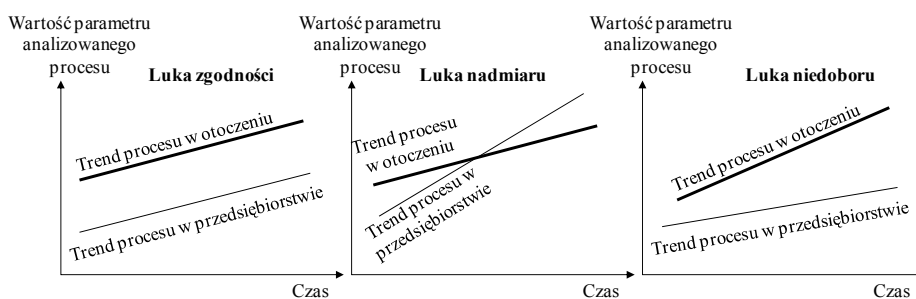 Wartość parametru
analizowanego
procesu
Luka zgodności
Trend procesu w otoczeniu
Trend procesu w przedsiębiorstwie
Czas
Wartość parametru
analizowanego
procesu
Luka nadmiaru
Trend procesu
w otoczeniu
Trend procesu w
przedsiębiorstwie
Czas
Wartość parametru
analizowanego
procesu
Luka niedoboru
Trend procesu w otoczeniu
Trend procesu w przedsiębiorstwie
Czas